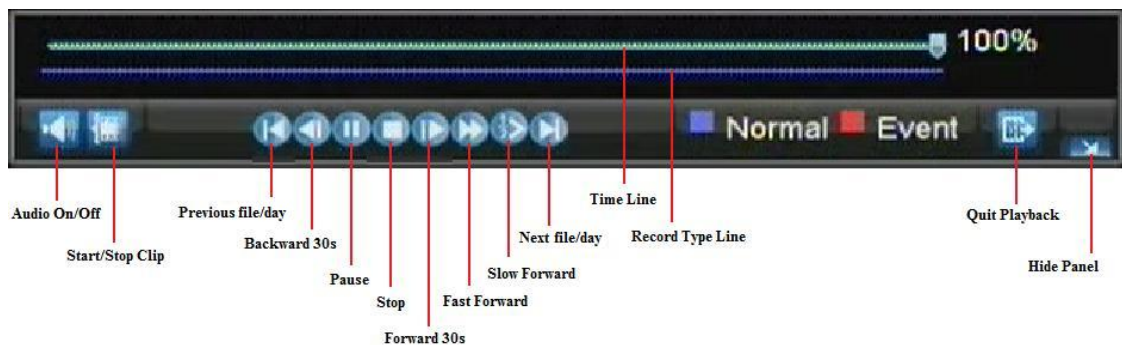 100%
Normal
Event
Time Line
Audio On/Off
Previous file/day
Next file/day
Record Type Line
Quit Playback
Backward 30s
Start/Stop Clip
Hide Panel
Pause
Slow Forward
Stop
Fast Forward
Forward 30s